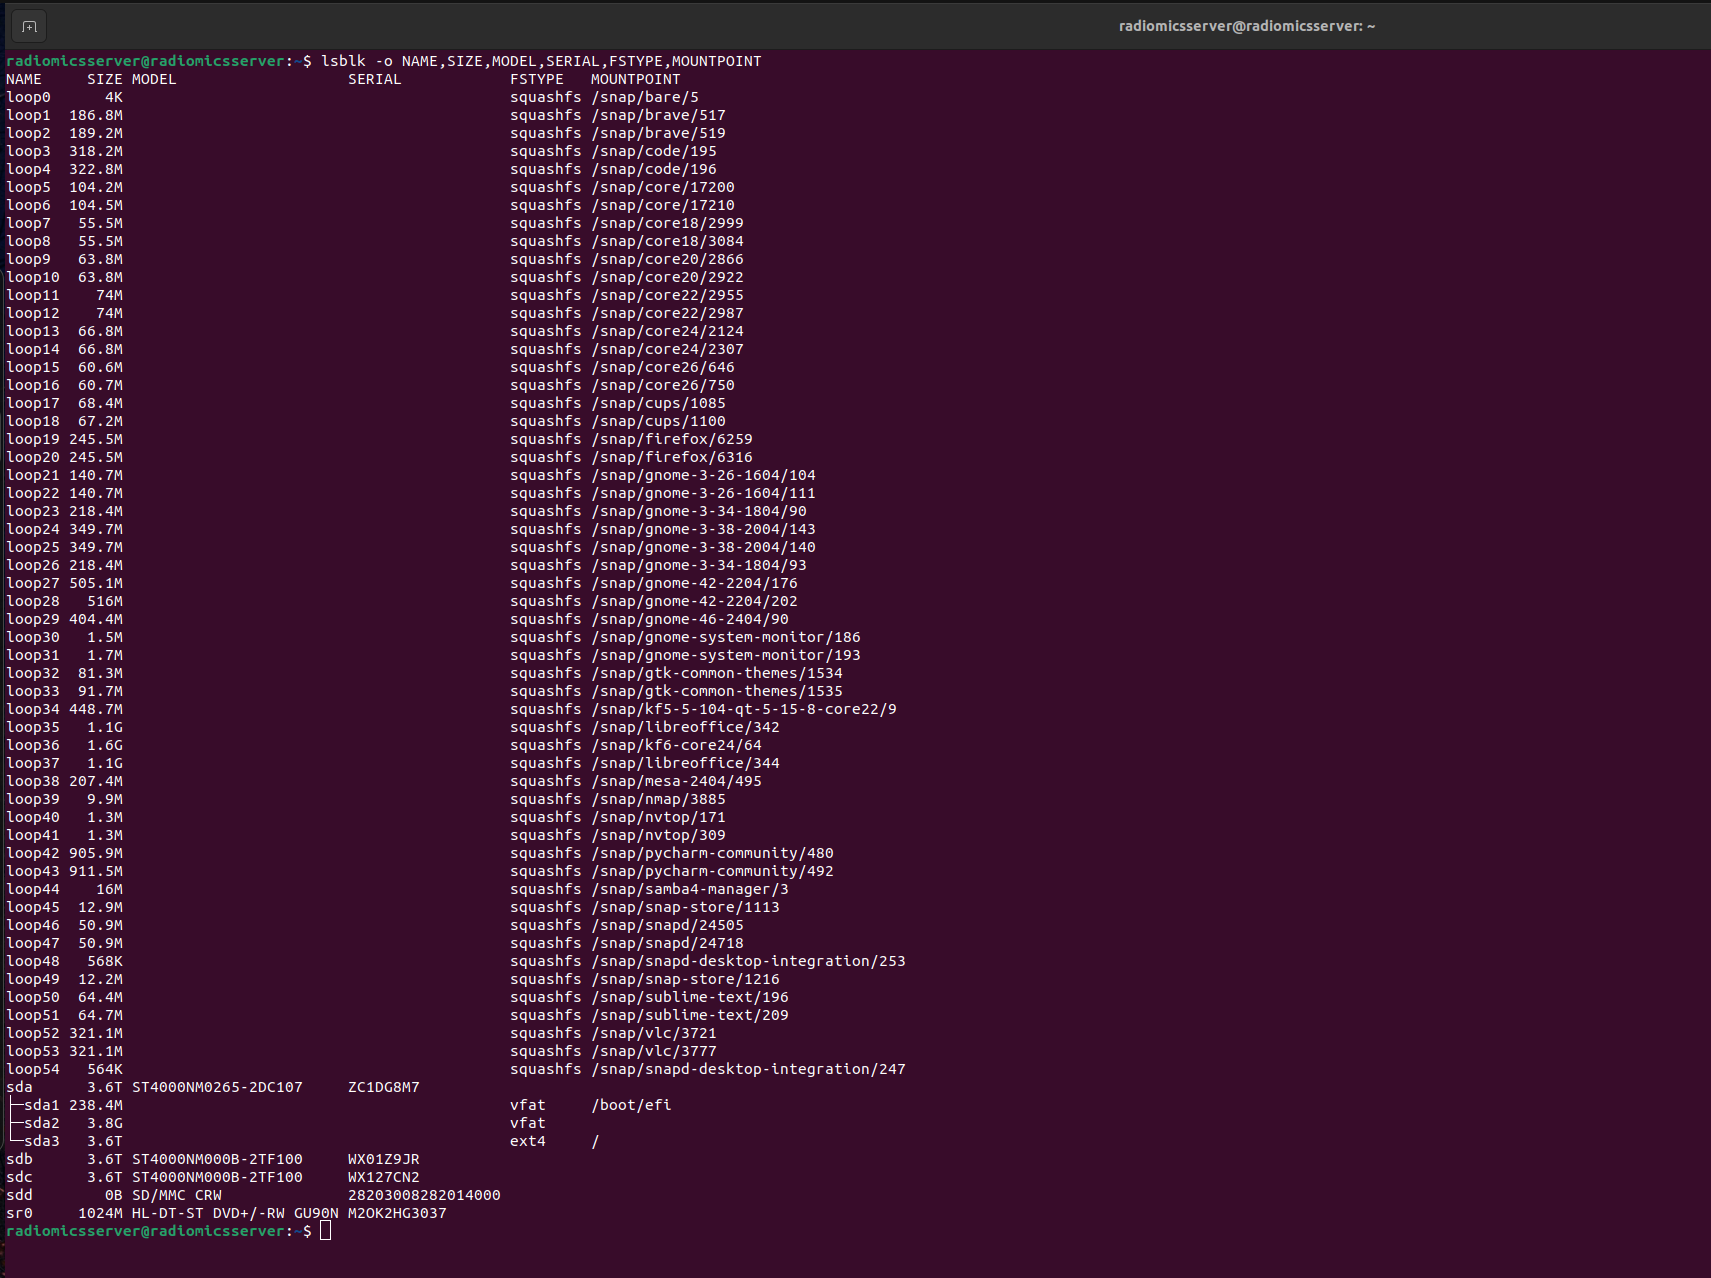 radiomicsserver@radiomicsserver: ~
radiomicsserver@radiomicsserver:~$ lsblk -o NAME,SIZE,MODEL,SERIAL,FSTYPE,MOUNTPOINT
NAME     SIZE MODEL                   SERIAL            FSTYPE   MOUNTPOINT
loop0      4K                                           squashfs /snap/bare/5
loop1  186.8M                                           squashfs /snap/brave/517
loop2  189.2M                                           squashfs /snap/brave/519
loop3  318.2M                                           squashfs /snap/code/195
loop4  322.8M                                           squashfs /snap/code/196
loop5  104.2M                                           squashfs /snap/core/17200
loop6  104.5M                                           squashfs /snap/core/17210
loop7   55.5M                                           squashfs /snap/core18/2999
loop8   55.5M                                           squashfs /snap/core18/3084
loop9   63.8M                                           squashfs /snap/core20/2866
loop10  63.8M                                           squashfs /snap/core20/2922
loop11    74M                                           squashfs /snap/core22/2955
loop12    74M                                           squashfs /snap/core22/2987
loop13  66.8M                                           squashfs /snap/core24/2124
loop14  66.8M                                           squashfs /snap/core24/2307
loop15  60.6M                                           squashfs /snap/core26/646
loop16  60.7M                                           squashfs /snap/core26/750
loop17  68.4M                                           squashfs /snap/cups/1085
loop18  67.2M                                           squashfs /snap/cups/1100
loop19 245.5M                                           squashfs /snap/firefox/6259
loop20 245.5M                                           squashfs /snap/firefox/6316
loop21 140.7M                                           squashfs /snap/gnome-3-26-1604/104
loop22 140.7M                                           squashfs /snap/gnome-3-26-1604/111
loop23 218.4M                                           squashfs /snap/gnome-3-34-1804/90
loop24 349.7M                                           squashfs /snap/gnome-3-38-2004/143
loop25 349.7M                                           squashfs /snap/gnome-3-38-2004/140
loop26 218.4M                                           squashfs /snap/gnome-3-34-1804/93
loop27 505.1M                                           squashfs /snap/gnome-42-2204/176
loop28   516M                                           squashfs /snap/gnome-42-2204/202
loop29 404.4M                                           squashfs /snap/gnome-46-2404/90
loop30   1.5M                                           squashfs /snap/gnome-system-monitor/186
loop31   1.7M                                           squashfs /snap/gnome-system-monitor/193
loop32  81.3M                                           squashfs /snap/gtk-common-themes/1534
loop33  91.7M                                           squashfs /snap/gtk-common-themes/1535
loop34 448.7M                                           squashfs /snap/kf5-5-104-qt-5-15-8-core22/9
loop35   1.1G                                           squashfs /snap/libreoffice/342
loop36   1.6G                                           squashfs /snap/kf6-core24/64
loop37   1.1G                                           squashfs /snap/libreoffice/344
loop38 207.4M                                           squashfs /snap/mesa-2404/495
loop39   9.9M                                           squashfs /snap/nmap/3885
loop40   1.3M                                           squashfs /snap/nvtop/171
loop41   1.3M                                           squashfs /snap/nvtop/309
loop42 905.9M                                           squashfs /snap/pycharm-community/480
loop43 911.5M                                           squashfs /snap/pycharm-community/492
loop44    16M                                           squashfs /snap/samba4-manager/3
loop45  12.9M                                           squashfs /snap/snap-store/1113
loop46  50.9M                                           squashfs /snap/snapd/24505
loop47  50.9M                                           squashfs /snap/snapd/24718
loop48   568K                                           squashfs /snap/snapd-desktop-integration/253
loop49  12.2M                                           squashfs /snap/snap-store/1216
loop50  64.4M                                           squashfs /snap/sublime-text/196
loop51  64.7M                                           squashfs /snap/sublime-text/209
loop52 321.1M                                           squashfs /snap/vlc/3721
loop53 321.1M                                           squashfs /snap/vlc/3777
loop54   564K                                           squashfs /snap/snapd-desktop-integration/247
sda      3.6T ST4000NM0265-2DC107     ZC1DG8M7
├─sda1 238.4M                                           vfat     /boot/efi
├─sda2   3.8G                                           vfat
└─sda3   3.6T                                           ext4     /
sdb      3.6T ST4000NM000B-2TF100     WX01Z9JR
sdc      3.6T ST4000NM000B-2TF100     WX127CN2
sdd        0B SD/MMC CRW              28203008282014000
sr0     1024M HL-DT-ST DVD+/-RW GU90N M2OK2HG3037
radiomicsserver@radiomicsserver:~$